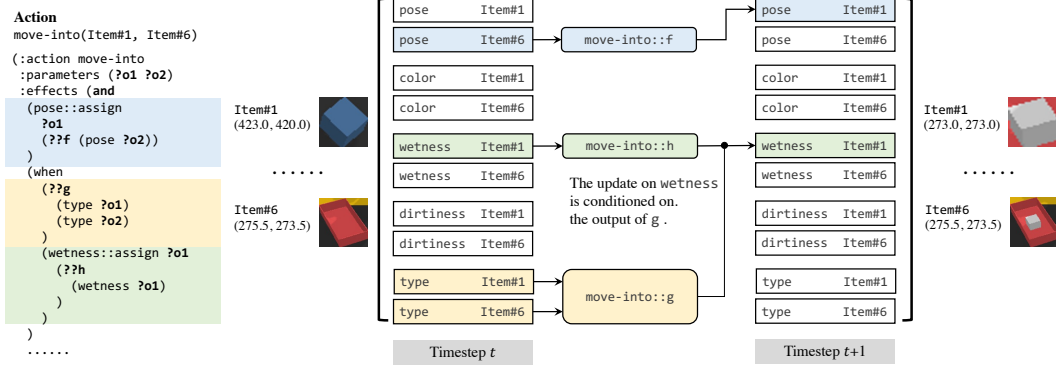 Action
move-into(Item#1, Item#6)
(:action move-into
:parameters (?o1 ?o2)
:effects (and
(pose::assign
?o1
(??f (pose ?o2))
)
(when
(??g
(type ?o1)
(type ?o2)
)
(wetness::assign ?o1
(??h
(wetness ?o1)
)
)
)
......
Item#1
(423.0, 420.0)
......
Item#6
(275.5, 273.5)
pose Item#1
pose Item#6
color Item#1
color Item#6
wetness Item#1
wetness Item#6
dirtiness Item#1
dirtiness Item#6
type Item#1
type Item#6
Timestep t
move-into::f
move-into::h
The update on wetness
is conditioned on.
the output of g .
move-into::g
pose Item#1
pose Item#6
color Item#1
color Item#6
wetness Item#1
wetness Item#6
dirtiness Item#1
dirtiness Item#6
type Item#1
type Item#6
Timestep t+1
Item#1
(273.0, 273.0)
......
Item#6
(275.5, 273.5)